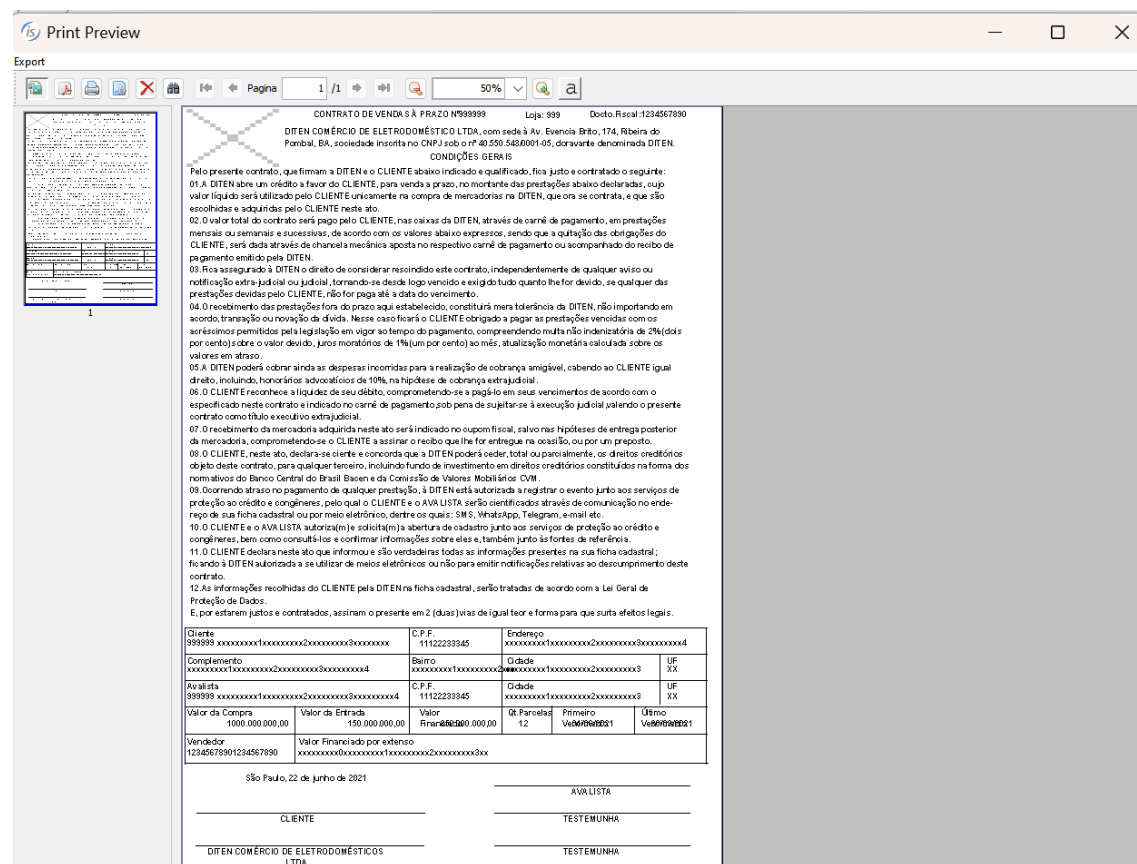 Print Preview
Export
Pagina 1 /1 50% a
1
CONTRATO DE VENDAS À PRAZO Nº999999 Loja: 999 Docto.Fiscal:1234567890
DITEN COMÉRCIO DE ELETRODOMÉSTICO LTDA, com sede à Av. Evencia Brito, 174, Ribeira do
Pombal, BA, sociedade inscrita no CNPJ sob o nº 40.550.543/0001-05, doravante denominada DITEN.
CONDIÇÕES GERAIS
Pelo presente contrato, que firmam a DITEN e o CLIENTE abaixo indicado e qualificado, fica justo e contratado o seguinte:
01.A DITEN abre um crédito a favor do CLIENTE, para venda a prazo, no montante das prestações abaixo declaradas, cujo
valor líquido será utilizado pelo CLIENTE unicamente na compra de mercadorias na DITEN, que ora se contrata, e que são
escolhidas e adquiridas pelo CLIENTE neste ato.
02.O valor total do contrato será pago pelo CLIENTE, nas caixas da DITEN, através de carnê de pagamento, em prestações
mensais ou semanais e sucessivas, de acordo com os valores abaixo expressos, sendo que a quitação das obrigações do
CLIENTE, será dada através de chancela mecânica aposta no respectivo carnê de pagamento ou acompanhado do recibo de
pagamento emitido pela DITEN.
03.Fica assegurado à DITEN o direito de considerar rescindido este contrato, independentemente de qualquer aviso ou
notificação extra-judicial ou judicial, tornando-se desde logo vencido e exigido tudo quanto lhe for devido, se qualquer das
prestações devidas pelo CLIENTE, não for paga até a data do vencimento.
04.O recebimento das prestações fora do prazo aqui estabelecido, constituirá mera tolerância da DITEN, não importando em
acordo, transação ou novação da dívida. Nesse caso ficará o CLIENTE obrigado a pagar as prestações vencidas com os
acréscimos permitidos pela legislação em vigor ao tempo do pagamento, compreendendo multa não indenizatória de 2%(dois
por cento)sobre o valor devido, juros moratórios de 1%(um por cento) ao mês, atualização monetária calculada sobre os
valores em atraso.
05.A DITEN poderá cobrar ainda as despesas incorridas para a realização de cobrança amigável, cabendo ao CLIENTE igual
direito, incluindo, honorários advocatícios de 10%, na hipótese de cobrança extrajudicial.
06.O CLIENTE reconhece a liquidez de seu débito, comprometendo-se a pagá-lo em seus vencimentos de acordo com o
especificado neste contrato e indicado no carnê de pagamento,sob pena de sujeitar-se à execução judicial,valendo o presente
contrato como título executivo extrajudicial.
07.O recebimento da mercadoria adquirida neste ato será indicado no cupom fiscal, salvo nas hipóteses de entrega posterior
da mercadoria, comprometendo-se o CLIENTE a assinar o recibo que lhe for entregue na ocasião, ou por um preposto.
08.O CLIENTE, neste ato, declara-se ciente e concorda que a DITEN poderá ceder, total ou parcialmente, os direitos creditórios
objeto deste contrato, para qualquer terceiro, incluindo fundo de investimento em direitos creditórios constituídos na forma dos
normativos do Banco Central do Brasil Bacen e da Comissão de Valores Mobiliários CVM.
09.Ocorrendo atraso no pagamento de qualquer prestação, à DITEN está autorizada a registrar o evento junto aos serviços de
proteção ao crédito e congêneres, pelo qual o CLIENTE e o AVALISTA serão cientificados através de comunicação no ende-
reço de sua ficha cadastral ou por meio eletrônico, dentre os quais: SMS, WhatsApp, Telegram, e-mail etc.
10.O CLIENTE e o AVALISTA autoriza(m) e solicita(m) a abertura de cadastro junto aos serviços de proteção ao crédito e
congêneres, bem como consultá-los e confirmar informações sobre eles e, também junto às fontes de referência.
11.O CLIENTE declara neste ato que informou e são verdadeiras todas as informações presentes na sua ficha cadastral;
ficando à DITEN autorizada a se utilizar de meios eletrônicos ou não para emitir notificações relativas ao descumprimento deste
contrato.
12.As informações recolhidas do CLIENTE pela DITEN na ficha cadastral, serão tratadas de acordo com a Lei Geral de
Proteção de Dados.
E, por estarem justos e contratados, assinam o presente em 2 (duas) vias de igual teor e forma para que surta efeitos legais.
Cliente C.P.F. Endereço
999999 xxxxxxxxx1xxxxxxxxx2xxxxxxxxx3xxxxxxxx 11122233345 xxxxxxxxx1xxxxxxxxx2xxxxxxxxx3xxxxxxxxx4
Complemento Bairro Cidade UF
xxxxxxxxx1xxxxxxxxx2xxxxxxxxx3xxxxxxxxx4 xxxxxxxxx1xxxxxxxxx2 xxxxxxxxx1xxxxxxxxx2xxxxxxxxx3 XX
Avalista C.P.F. Cidade UF
999999 xxxxxxxxx1xxxxxxxxx2xxxxxxxxx3xxxxxxxxx4 11122233345 xxxxxxxxx1xxxxxxxxx2xxxxxxxxx3 XX
Valor da Compra Valor da Entrada Valor Qt.Parcelas Primeiro Último
1000.000.000,00 150.000.000,00 12
Vendedor Valor Financiado por extenso
12345678901234567890 xxxxxxxxx0xxxxxxxxx1xxxxxxxxx2xxxxxxxxx3xx
São Paulo, 22 de junho de 2021
AVALISTA
CLIENTE TESTEMUNHA
DITEN COMÉRCIO DE ELETRODOMÉSTICOS TESTEMUNHA
LTDA